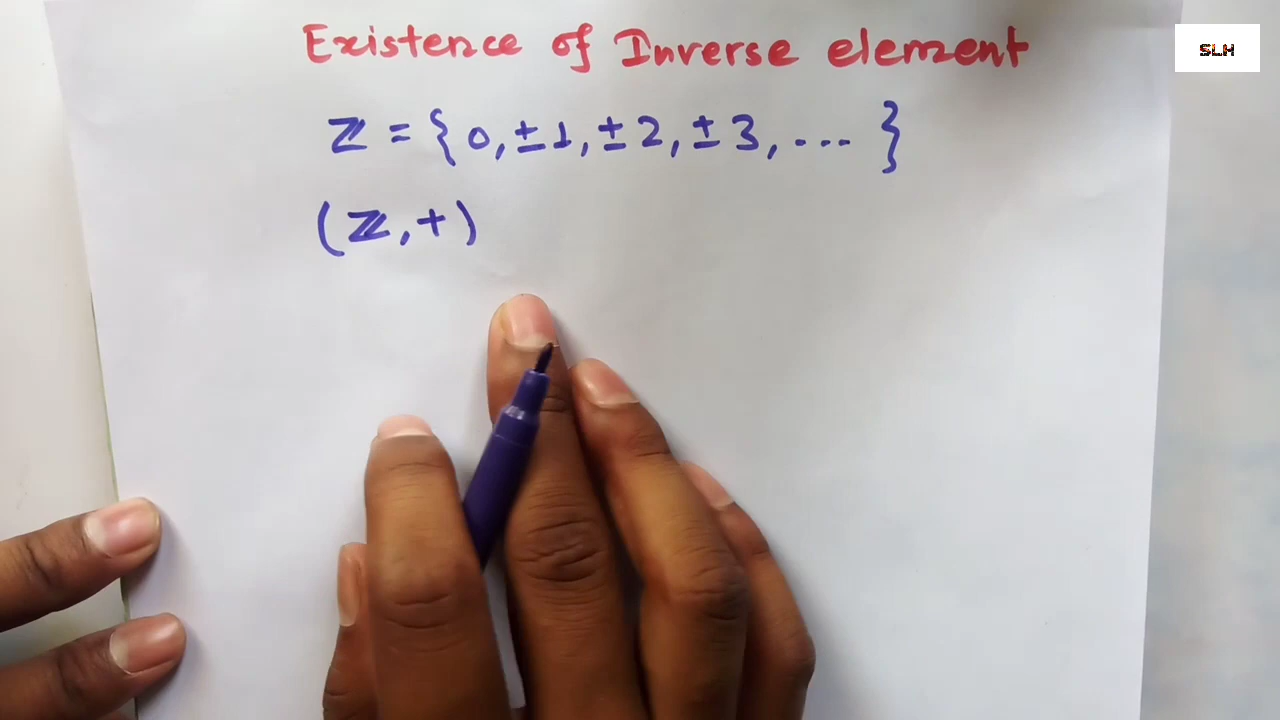 Existence of Inverse element
SLH
ℤ = { 0, ±1, ±2, ±3, ... }
(ℤ, +)